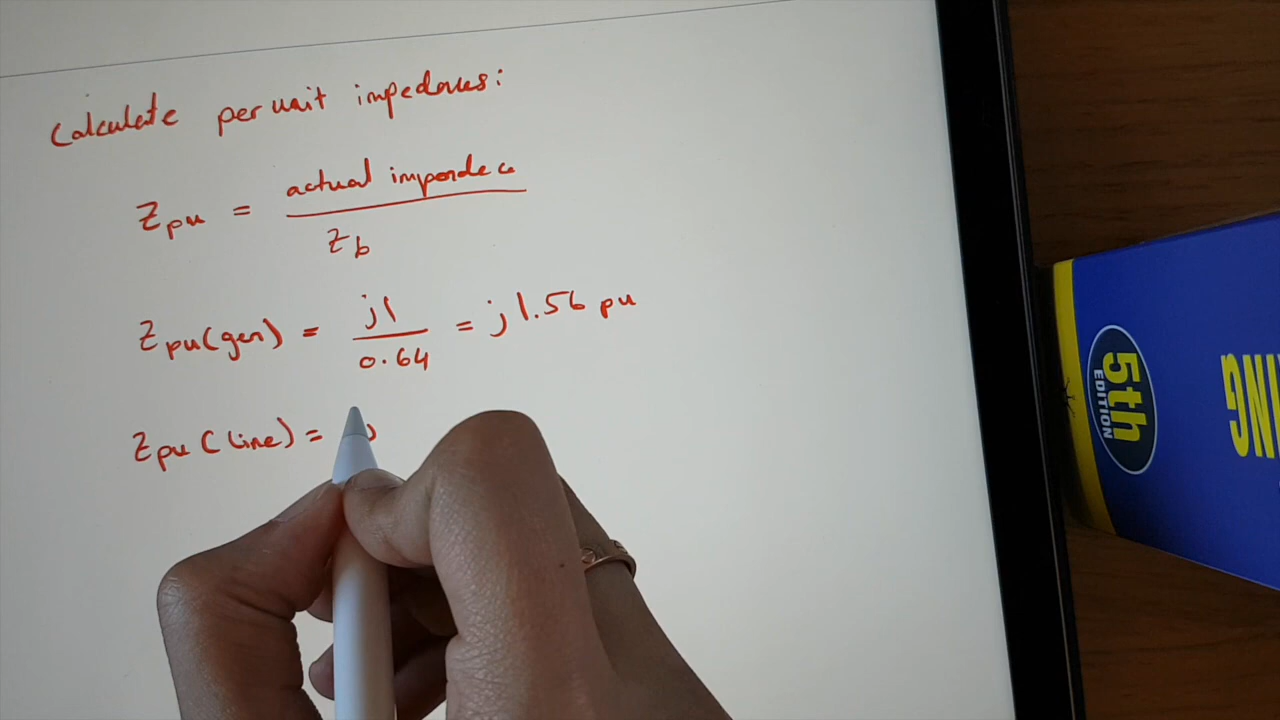 Calculate per unit impedances:
Zpu = actual impendece
Zb
Zpu(gen) = j1 = j1.56 pu
0.64
Zpu (line) =
5th
EDITION